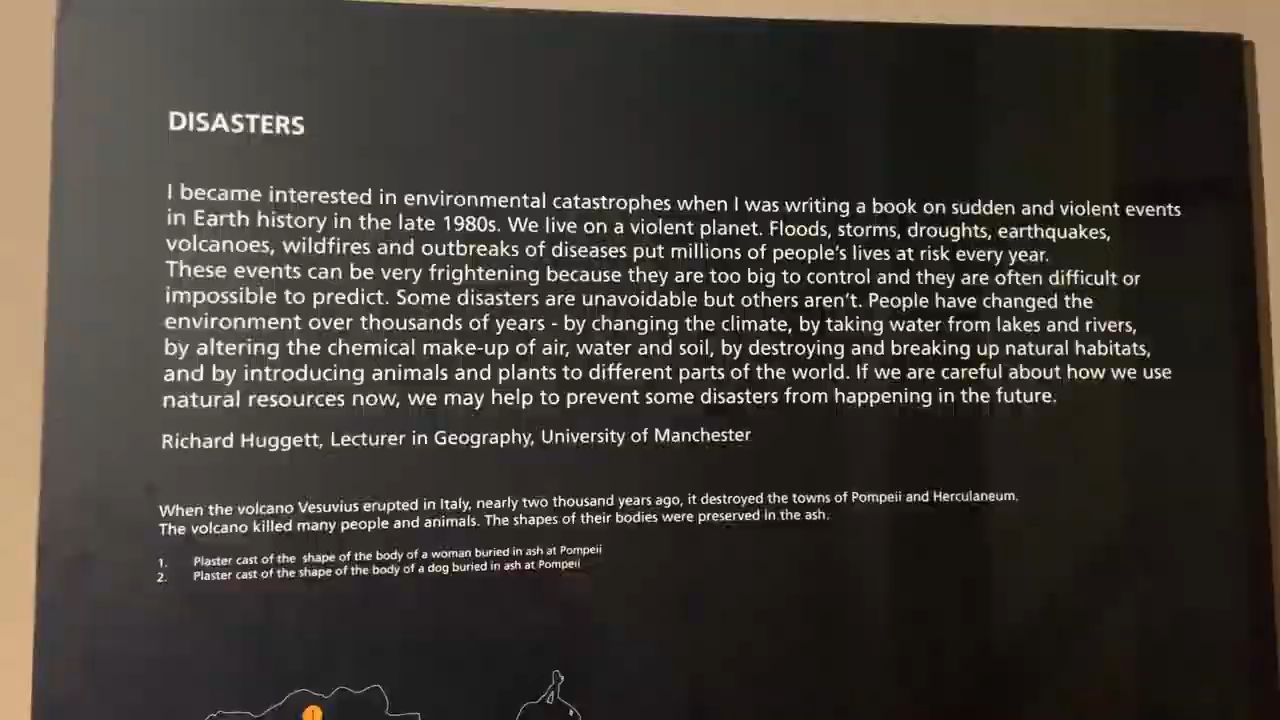 DISASTERS
I became interested in environmental catastrophes when I was writing a book on sudden and violent events
in Earth history in the late 1980s. We live on a violent planet. Floods, storms, droughts, earthquakes,
volcanoes, wildfires and outbreaks of diseases put millions of people's lives at risk every year.
These events can be very frightening because they are too big to control and they are often difficult or
impossible to predict. Some disasters are unavoidable but others aren't. People have changed the
environment over thousands of years - by changing the climate, by taking water from lakes and rivers,
by altering the chemical make-up of air, water and soil, by destroying and breaking up natural habitats,
and by introducing animals and plants to different parts of the world. If we are careful about how we use
natural resources now, we may help to prevent some disasters from happening in the future.
Richard Huggett, Lecturer in Geography, University of Manchester
When the volcano Vesuvius erupted in Italy, nearly two thousand years ago, it destroyed the towns of Pompeii and Herculaneum.
The volcano killed many people and animals. The shapes of their bodies were preserved in the ash.
1. Plaster cast of the shape of the body of a woman buried in ash at Pompeii
2. Plaster cast of the shape of the body of a dog buried in ash at Pompeii